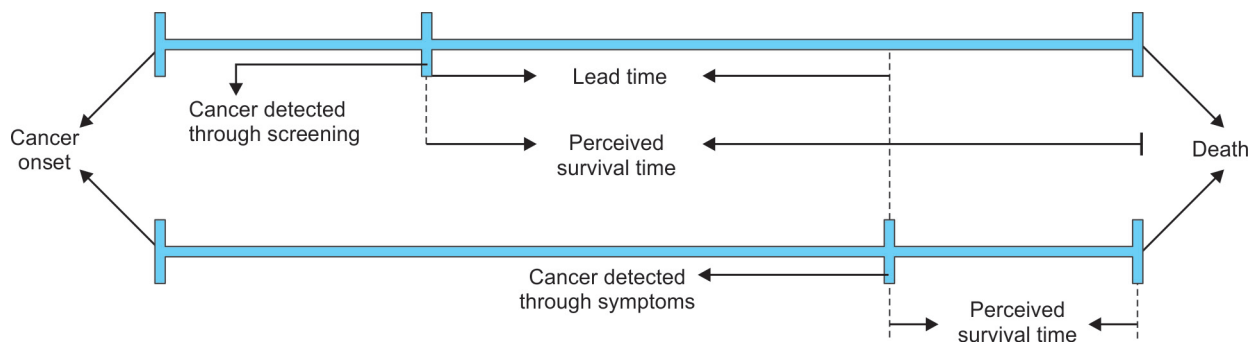 Lead time
Cancer detected
through screening
Cancer
onset
Perceived
survival time
Death
Cancer detected
through symptoms
Perceived
survival time